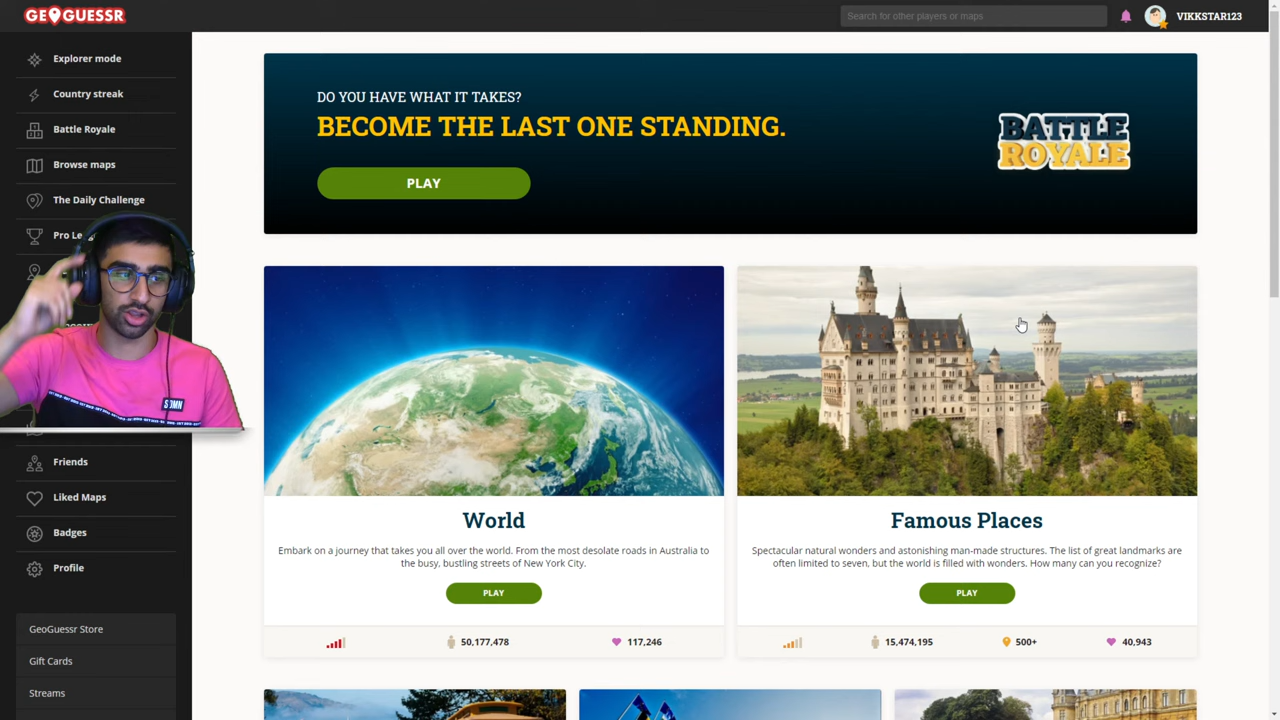 GEOGUESSR
Search for other players or maps
VIKKSTAR123
Explorer mode
Country streak
Battle Royale
Browse maps
The Daily Challenge
Friends
Liked Maps
Badges
Profile
GeoGuessr Store
Gift Cards
Streams
DO YOU HAVE WHAT IT TAKES?
BECOME THE LAST ONE STANDING.
PLAY
BATTLE
ROYALE
World
Embark on a journey that takes you all over the world. From the most desolate roads in Australia to
the busy, bustling streets of New York City.
PLAY
50,177,478
117,246
Famous Places
Spectacular natural wonders and astonishing man-made structures. The list of great landmarks are
often limited to seven, but the world is filled with wonders. How many can you recognize?
PLAY
15,474,195
500+
40,943